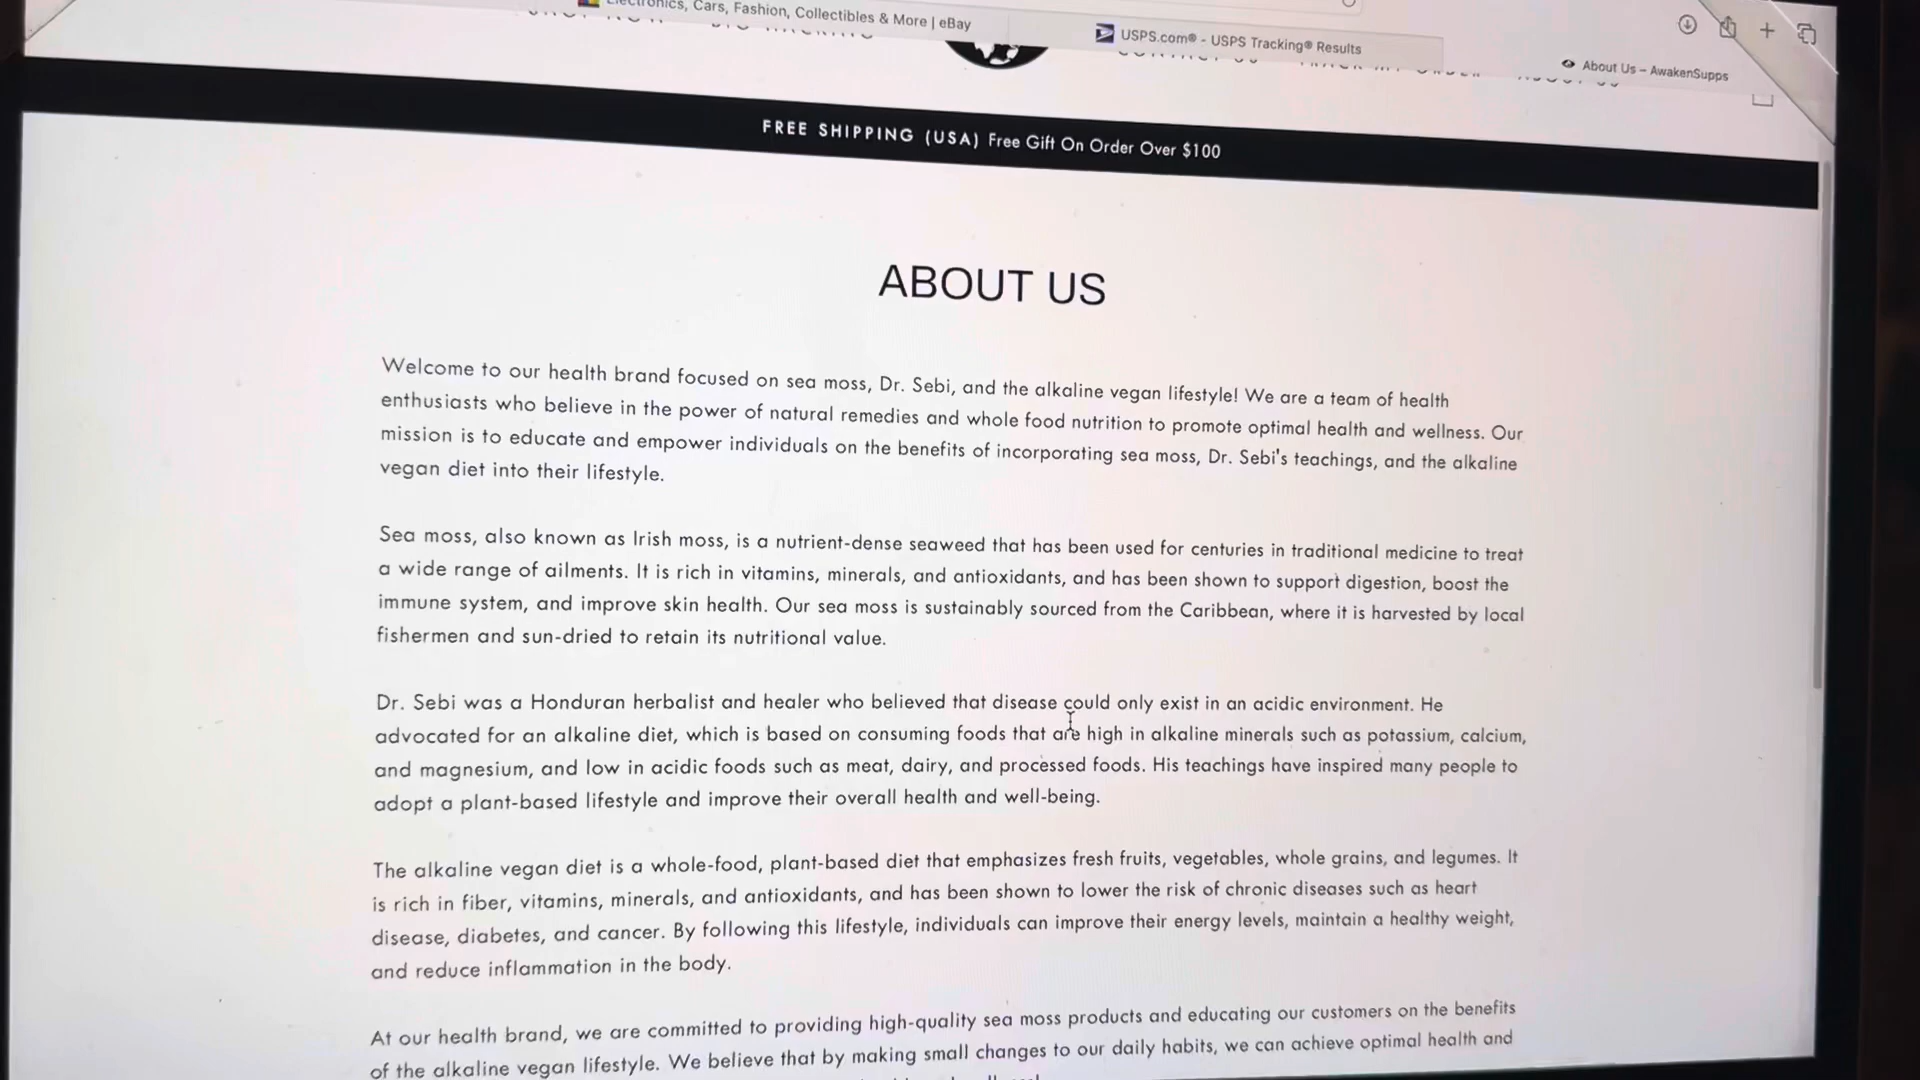 Electronics, Cars, Fashion, Collectibles & More | eBay
USPS.com® - USPS Tracking® Results
About Us – AwakenSupps
FREE SHIPPING (USA) Free Gift On Order Over $100
ABOUT US
Welcome to our health brand focused on sea moss, Dr. Sebi, and the alkaline vegan lifestyle! We are a team of health
enthusiasts who believe in the power of natural remedies and whole food nutrition to promote optimal health and wellness. Our
mission is to educate and empower individuals on the benefits of incorporating sea moss, Dr. Sebi's teachings, and the alkaline
vegan diet into their lifestyle.
Sea moss, also known as Irish moss, is a nutrient-dense seaweed that has been used for centuries in traditional medicine to treat
a wide range of ailments. It is rich in vitamins, minerals, and antioxidants, and has been shown to support digestion, boost the
immune system, and improve skin health. Our sea moss is sustainably sourced from the Caribbean, where it is harvested by local
fishermen and sun-dried to retain its nutritional value.
Dr. Sebi was a Honduran herbalist and healer who believed that disease could only exist in an acidic environment. He
advocated for an alkaline diet, which is based on consuming foods that are high in alkaline minerals such as potassium, calcium,
and magnesium, and low in acidic foods such as meat, dairy, and processed foods. His teachings have inspired many people to
adopt a plant-based lifestyle and improve their overall health and well-being.
The alkaline vegan diet is a whole-food, plant-based diet that emphasizes fresh fruits, vegetables, whole grains, and legumes. It
is rich in fiber, vitamins, minerals, and antioxidants, and has been shown to lower the risk of chronic diseases such as heart
disease, diabetes, and cancer. By following this lifestyle, individuals can improve their energy levels, maintain a healthy weight,
and reduce inflammation in the body.
At our health brand, we are committed to providing high-quality sea moss products and educating our customers on the benefits
of the alkaline vegan lifestyle. We believe that by making small changes to our daily habits, we can achieve optimal health and